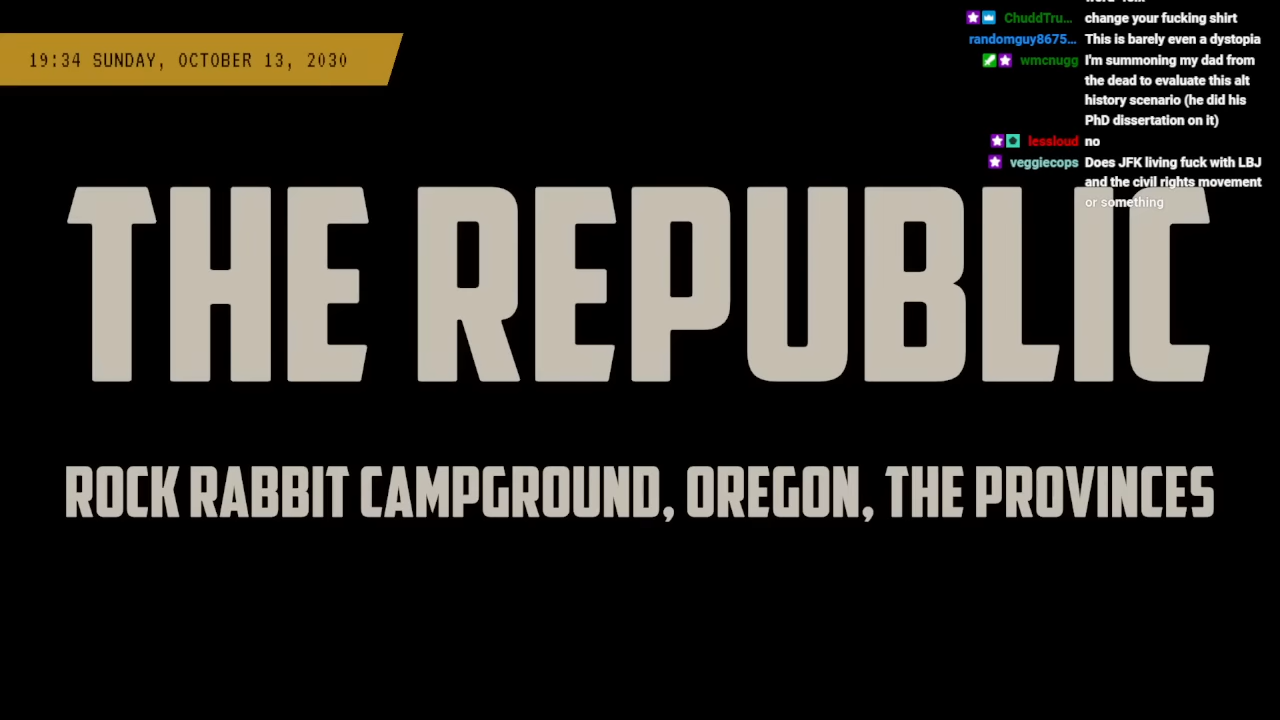 ChuddTru... change your fucking shirt
19:34 SUNDAY, OCTOBER 13, 2030
randomguy8675... This is barely even a dystopia
wmcnugg I'm summoning my dad from
the dead to evaluate this alt
history scenario (he did his
PhD dissertation on it)
lessloud no
veggiecops Does JFK living fuck with LBJ
and the civil rights movement
or something
THE REPUBLIC
ROCK RABBIT CAMPGROUND, OREGON, THE PROVINCES